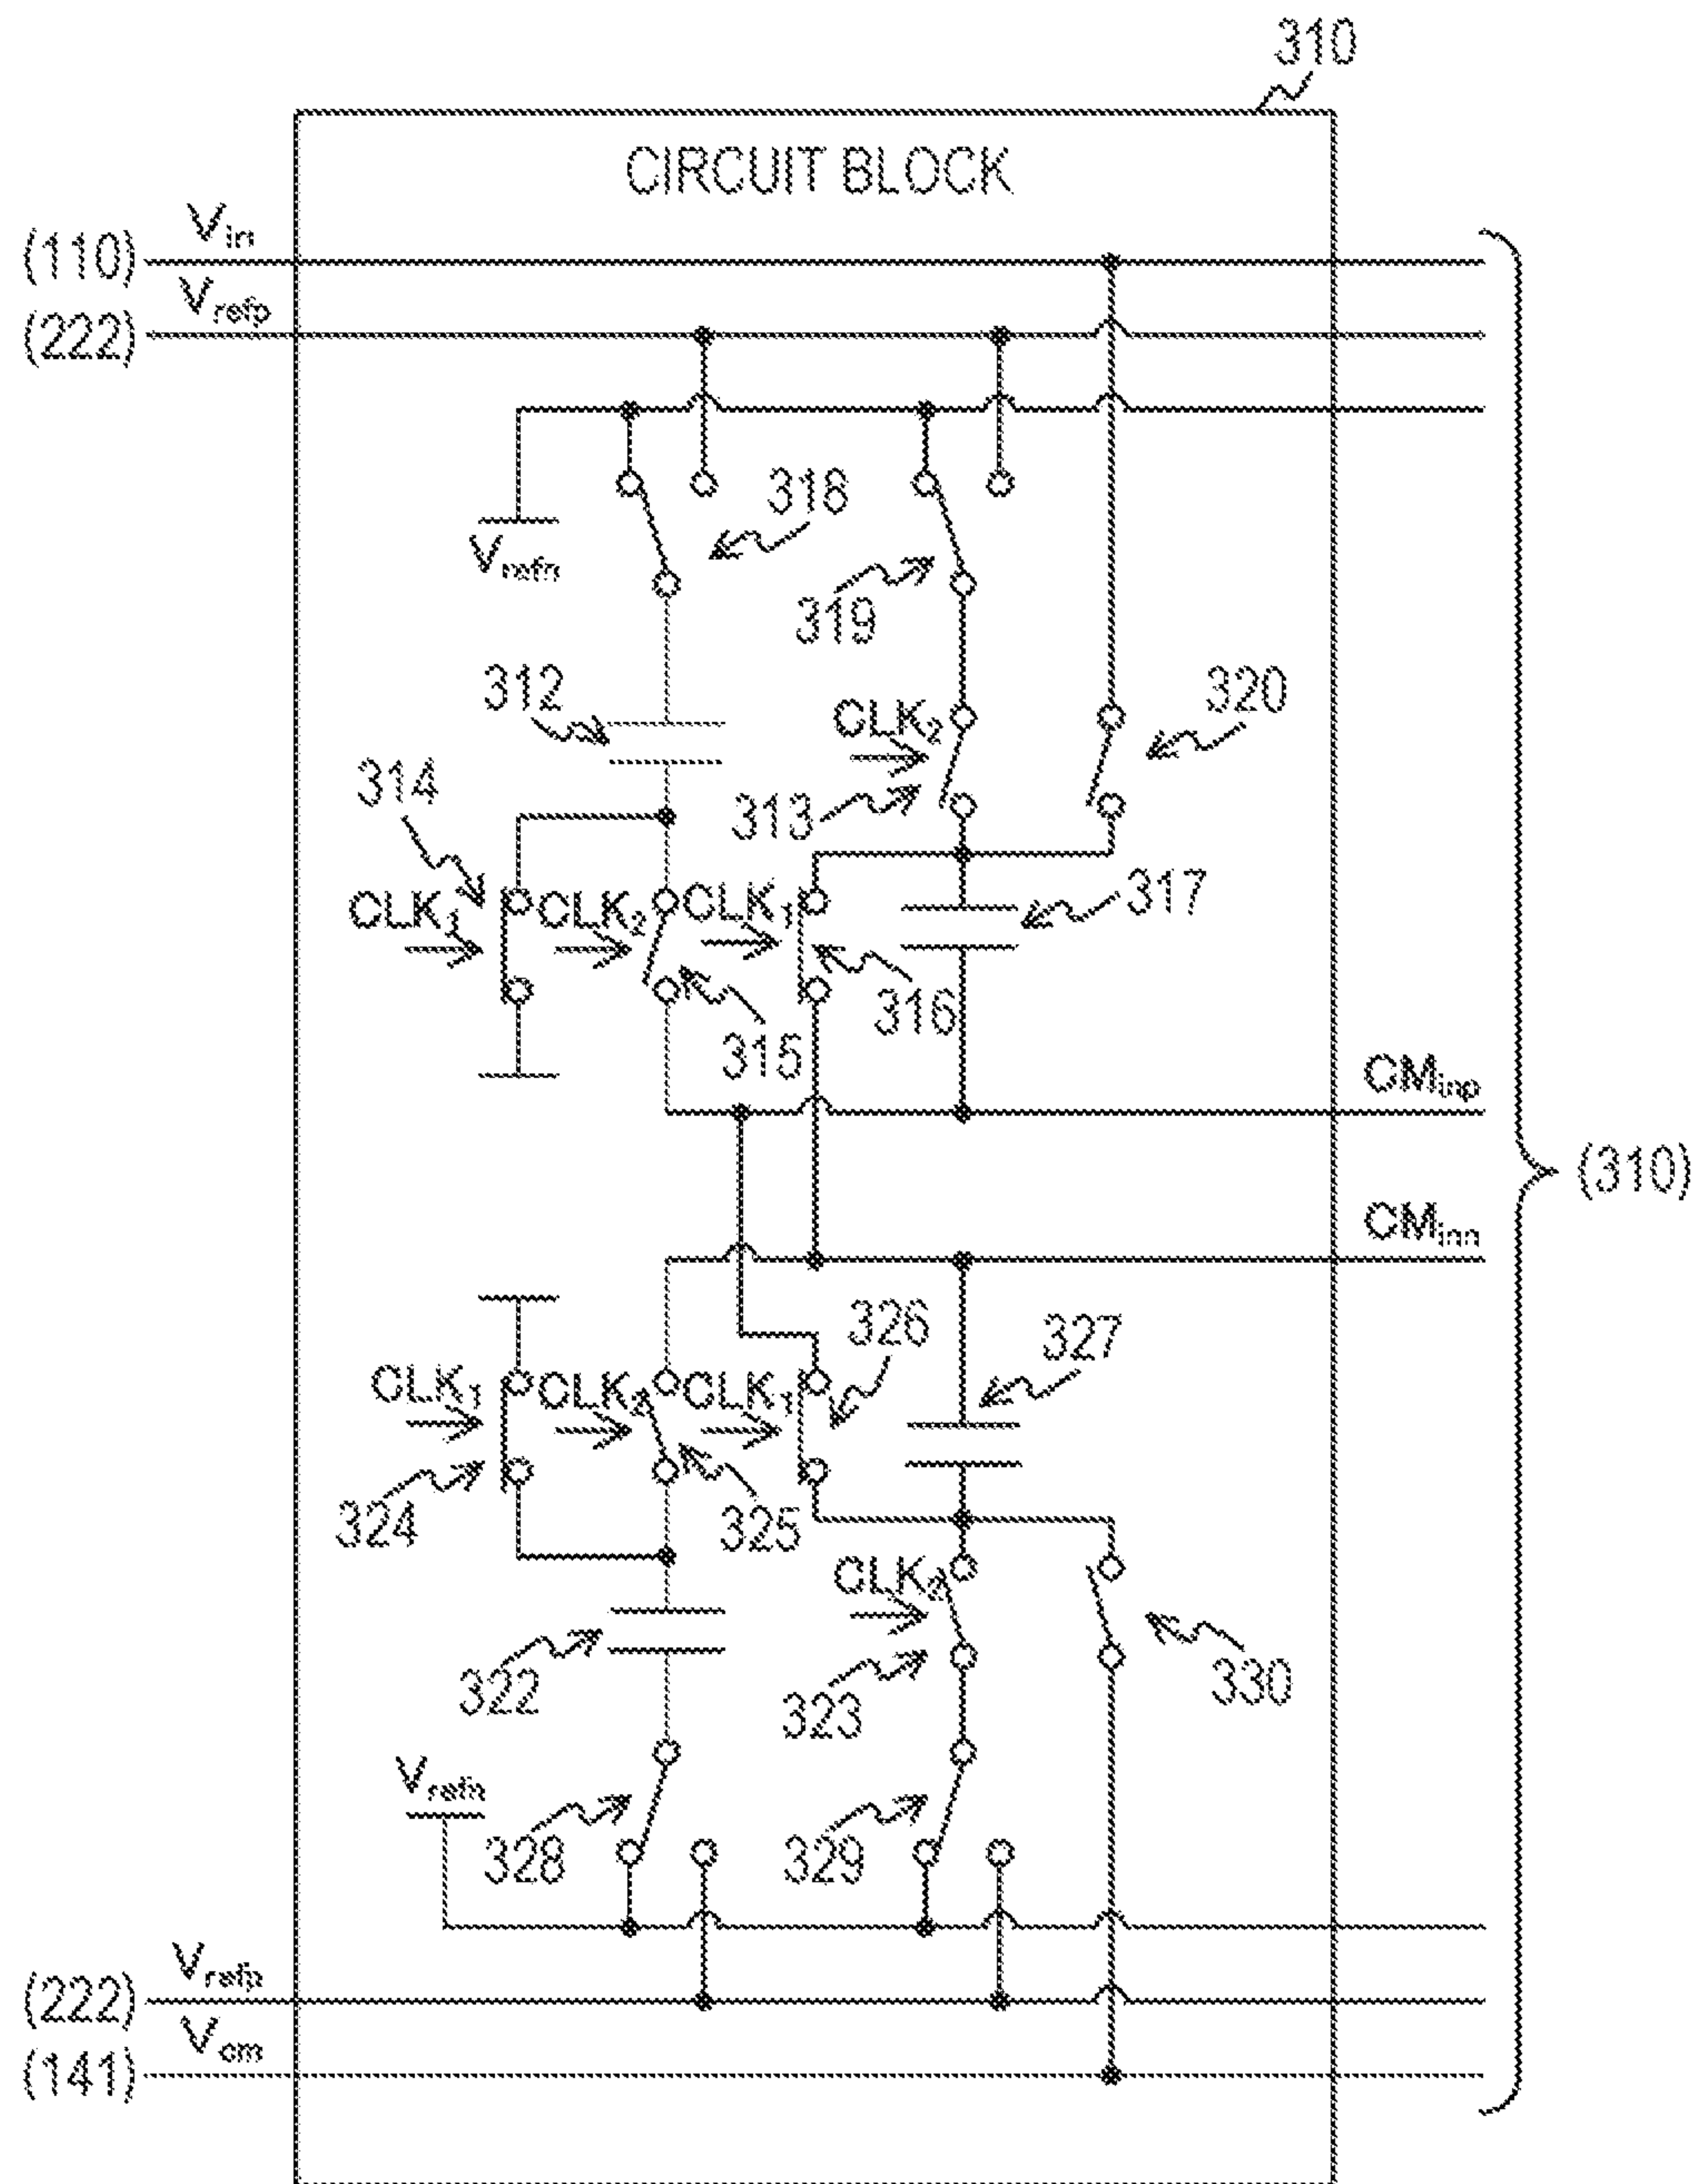 310
CIRCUIT BLOCK
(110) Vin
(222) Vrefp
Vrefn
318
319
312
CLK2
320
313
314
317
CLK1 CLK2 CLK1
316
315
CMinp
(310)
CMinn
326
327
CLK1 CLK2 CLK1
324
325
CLK2
322
323
330
Vrefn
328
329
(222) Vrefp
(141) Vcm